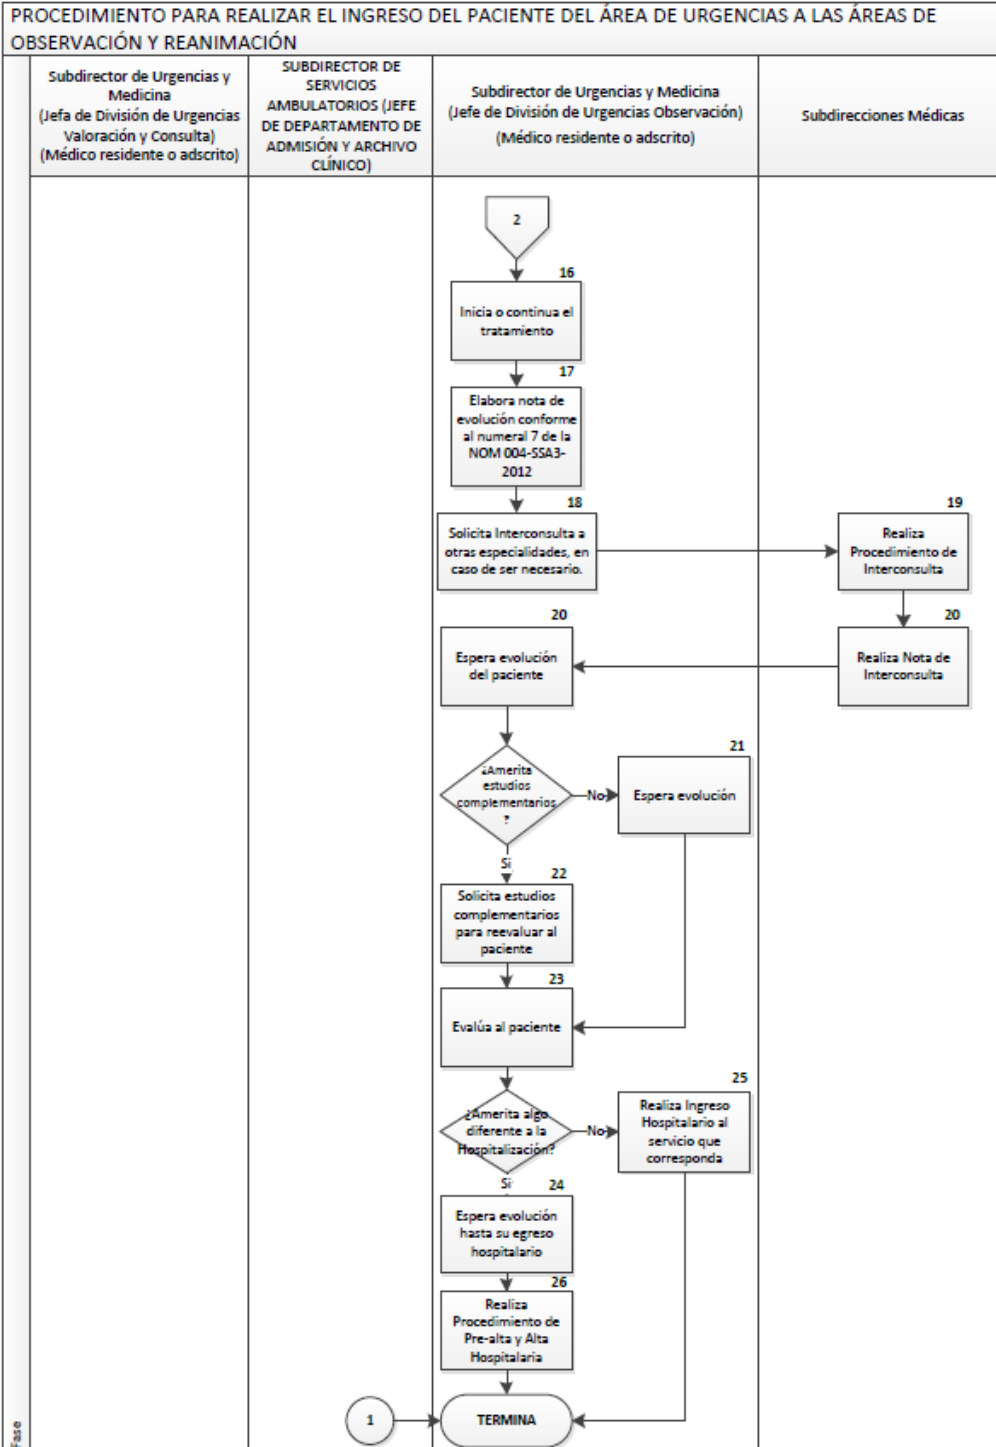 PROCEDIMIENTO PARA REALIZAR EL INGRESO DEL PACIENTE DEL ÁREA DE URGENCIAS A LAS ÁREAS DE
OBSERVACIÓN Y REANIMACIÓN
Subdirector de Urgencias y
Medicina
(Jefa de División de Urgencias
Valoración y Consulta)
(Médico residente o adscrito)
SUBDIRECTOR DE
SERVICIOS
AMBULATORIOS (JEFE
DE DEPARTAMENTO DE
ADMISIÓN Y ARCHIVO
CLÍNICO)
Subdirector de Urgencias y Medicina
(Jefe de División de Urgencias Observación)
(Médico residente o adscrito)
Subdirecciones Médicas
2
16
Inicia o continua el
tratamiento
17
Elabora nota de
evolución conforme
al numeral 7 de la
NOM 004-SSA3-
2012
18
Solicita Interconsulta a
otras especialidades, en
caso de ser necesario.
19
Realiza
Procedimiento de
Interconsulta
20
Espera evolución
del paciente
20
Realiza Nota de
Interconsulta
¿Amerita
estudios
complementarios
?
No
21
Espera evolución
Si
22
Solicita estudios
complementarios
para reevaluar al
paciente
23
Evalúa al paciente
¿Amerita algo
diferente a la
Hospitalización?
No
25
Realiza Ingreso
Hospitalario al
servicio que
corresponda
Si
24
Espera evolución
hasta su egreso
hospitalario
26
Realiza
Procedimiento de
Pre-alta y Alta
Hospitalaria
1
TERMINA
Fase